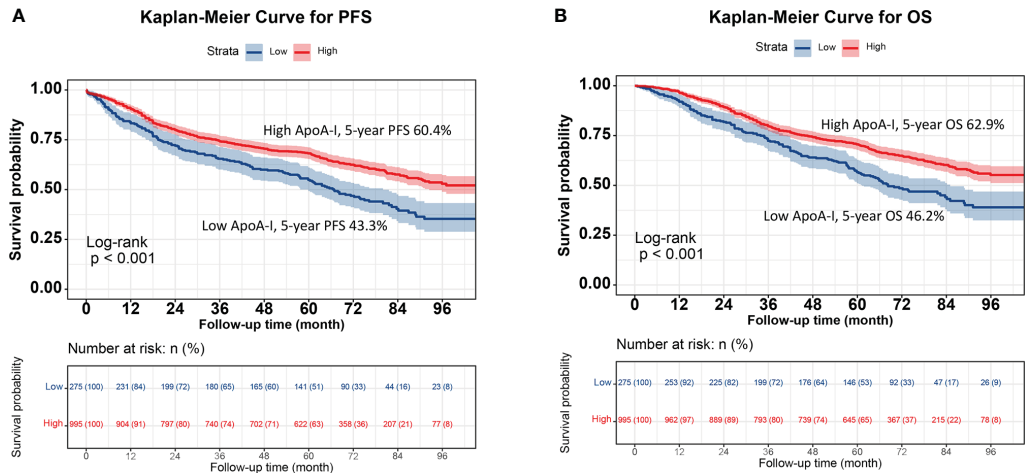 A
Kaplan-Meier Curve for PFS
Strata Low High
Survival probability
1.00
0.75
0.50
0.25
0.00
High ApoA-I, 5-year PFS 60.4%
Low ApoA-I, 5-year PFS 43.3%
Log-rank
p < 0.001
0 12 24 36 48 60 72 84 96
Follow-up time (month)
Number at risk: n (%)
Survival probability
Low 275 (100) 231 (84) 199 (72) 180 (65) 165 (60) 141 (51) 90 (33) 44 (16) 23 (8)
High 995 (100) 904 (91) 797 (80) 740 (74) 702 (71) 622 (63) 358 (36) 207 (21) 77 (8)
0 12 24 36 48 60 72 84 96
Follow-up time (month)
B
Kaplan-Meier Curve for OS
Strata Low High
Survival probability
1.00
0.75
0.50
0.25
0.00
High ApoA-I, 5-year OS 62.9%
Low ApoA-I, 5-year OS 46.2%
Log-rank
p < 0.001
0 12 24 36 48 60 72 84 96
Follow-up time (month)
Number at risk: n (%)
Survival probability
Low 275 (100) 253 (92) 225 (82) 199 (72) 176 (64) 146 (53) 92 (33) 47 (17) 26 (9)
High 995 (100) 962 (97) 889 (89) 793 (80) 739 (74) 645 (65) 367 (37) 215 (22) 78 (8)
0 12 24 36 48 60 72 84 96
Follow-up time (month)